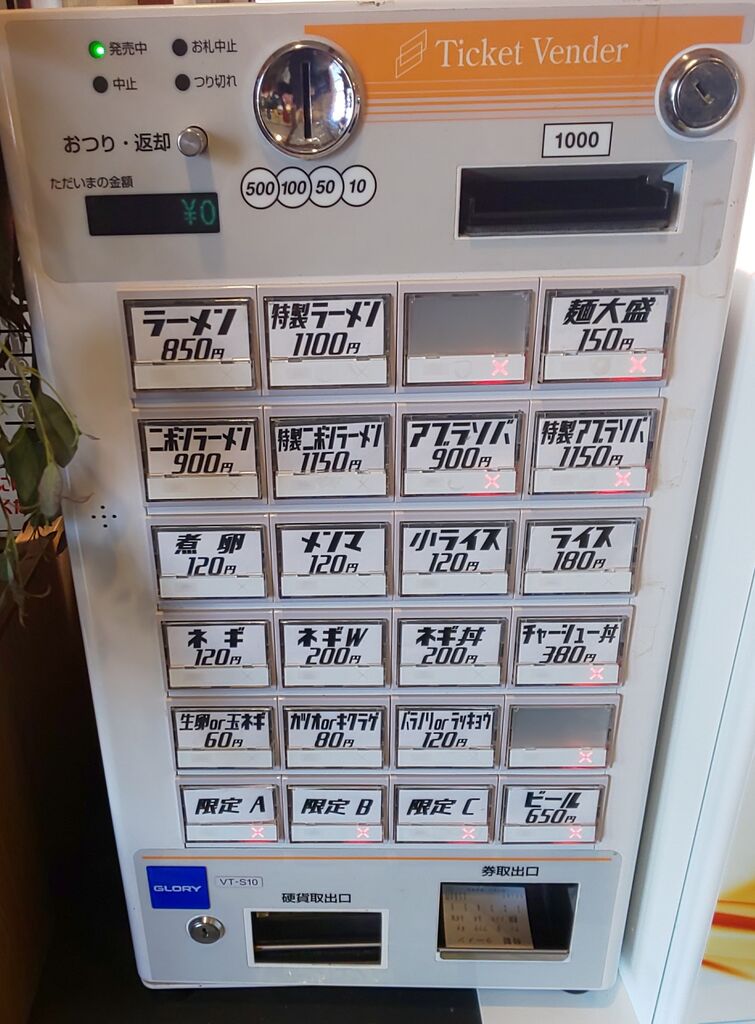 発売中 お札中止
Ticket Vender
中止 つり切れ
おつり・返却
1000
ただいまの金額
500 100 50 10
¥0
ラーメン 特製ラーメン 麺大盛
850円 1100円 150円
ニボシラーメン 特製ニボシラーメン アブラソバ 特製アブラソバ
900円 1150円 900円 1150円
煮卵 メンマ 小ライス ライス
120円 120円 120円 180円
ネギ ネギW ネギ丼 チャーシュー丼
120円 200円 200円 380円
生卵or玉ネギ カツオorキクラゲ バラノリorラッキョウ
60円 80円 120円
限定A 限定B 限定C ビール
650円
GLORY VT-S10 硬貨取出口 券取出口